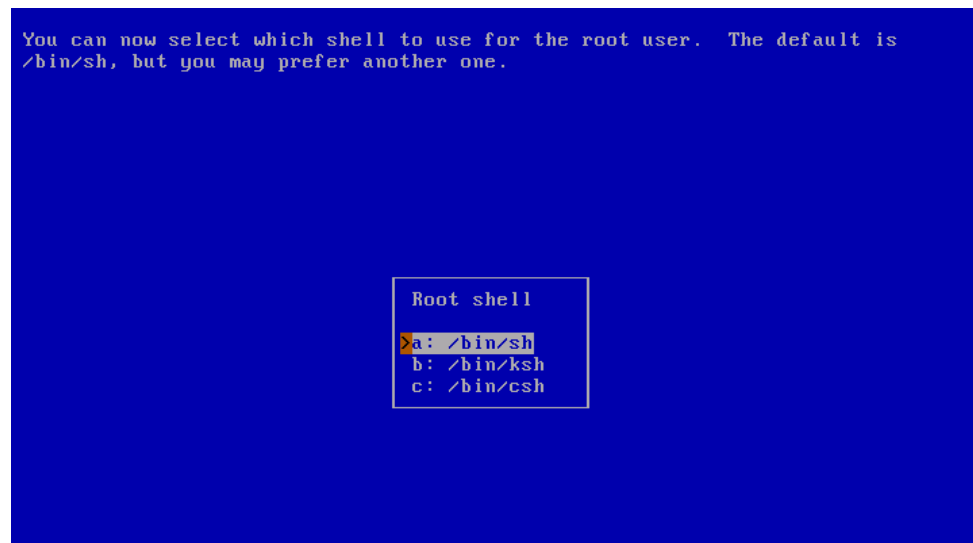 You can now select which shell to use for the root user.  The default is
/bin/sh, but you may prefer another one.
Root shell
>a: /bin/sh
b: /bin/ksh
c: /bin/csh